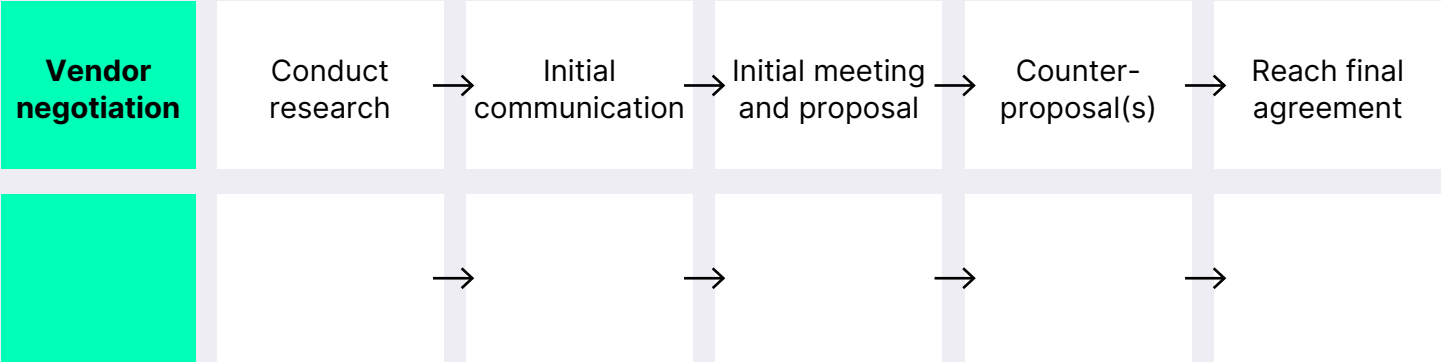 Vendor
negotiation
Conduct
research
Initial
communication
Initial meeting
and proposal
Counter-
proposal(s)
Reach final
agreement